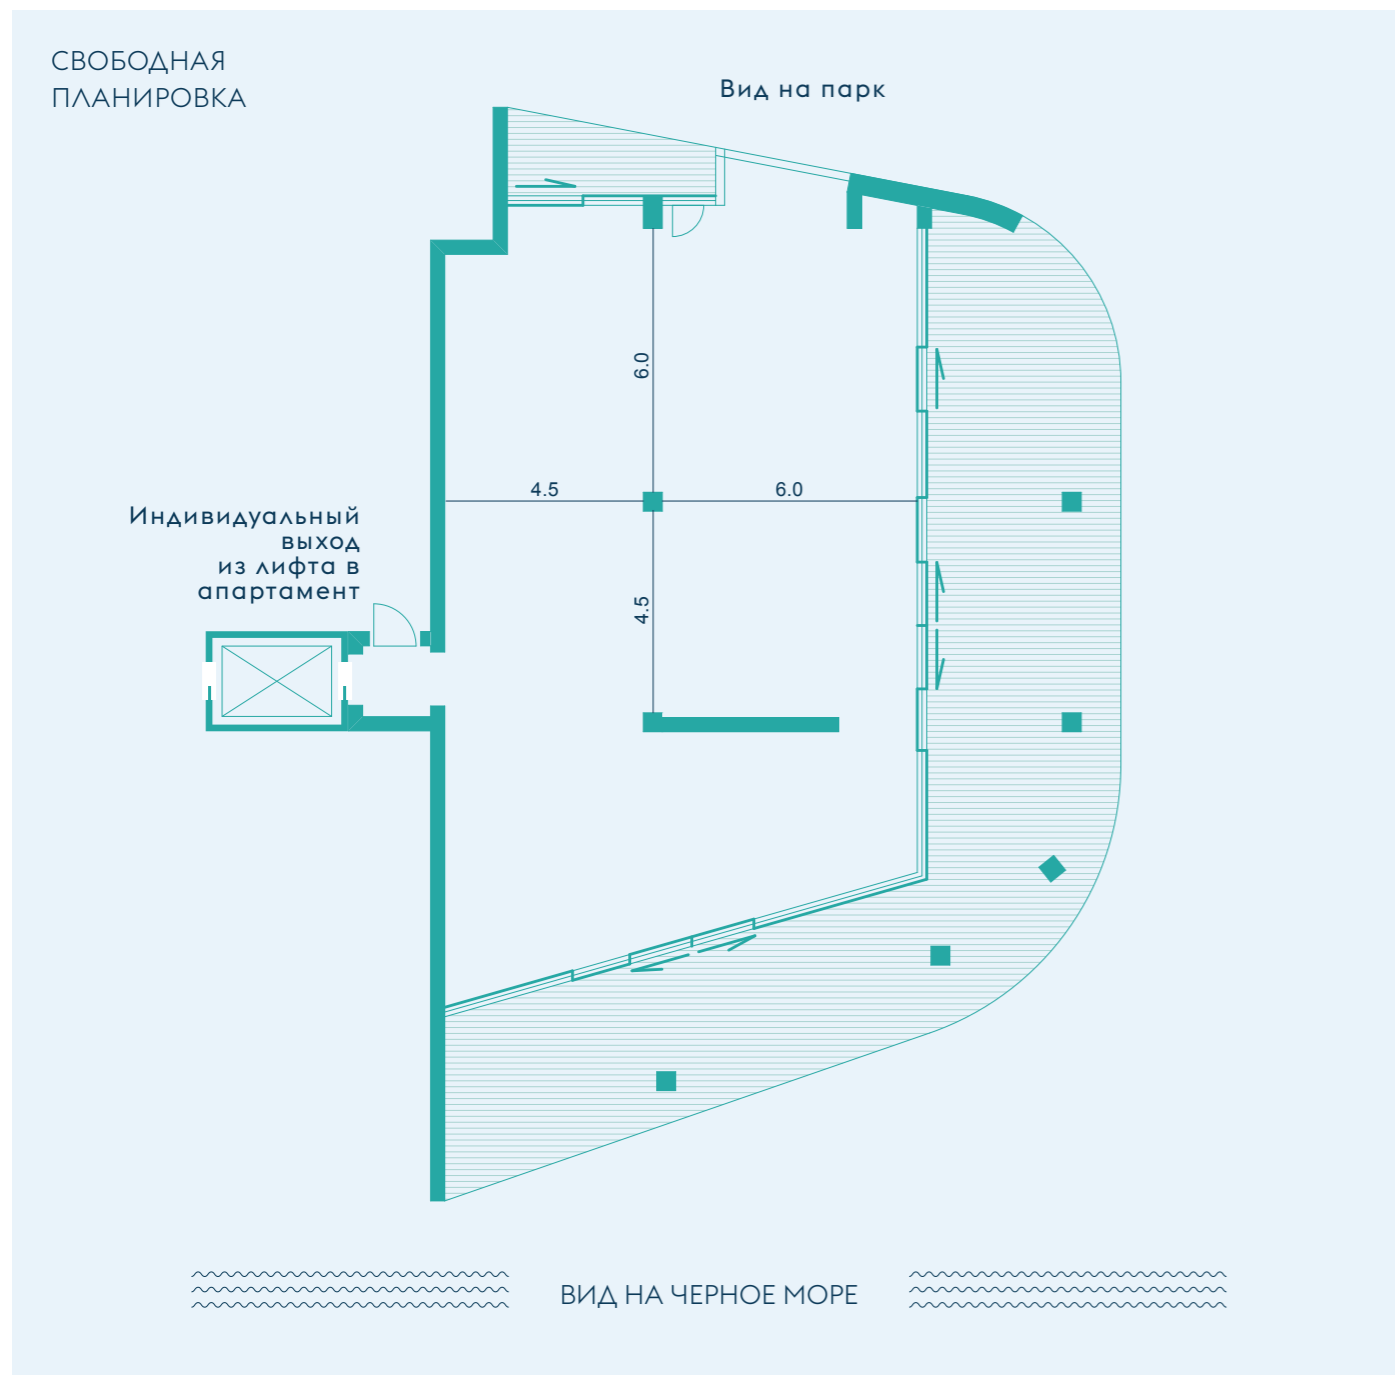 СВОБОДНАЯ
ПЛАНИРОВКА
Вид на парк
6.0
4.5
6.0
Индивидуальный
выход
из лифта в
апартамент
4.5
ВИД НА ЧЕРНОЕ МОРЕ